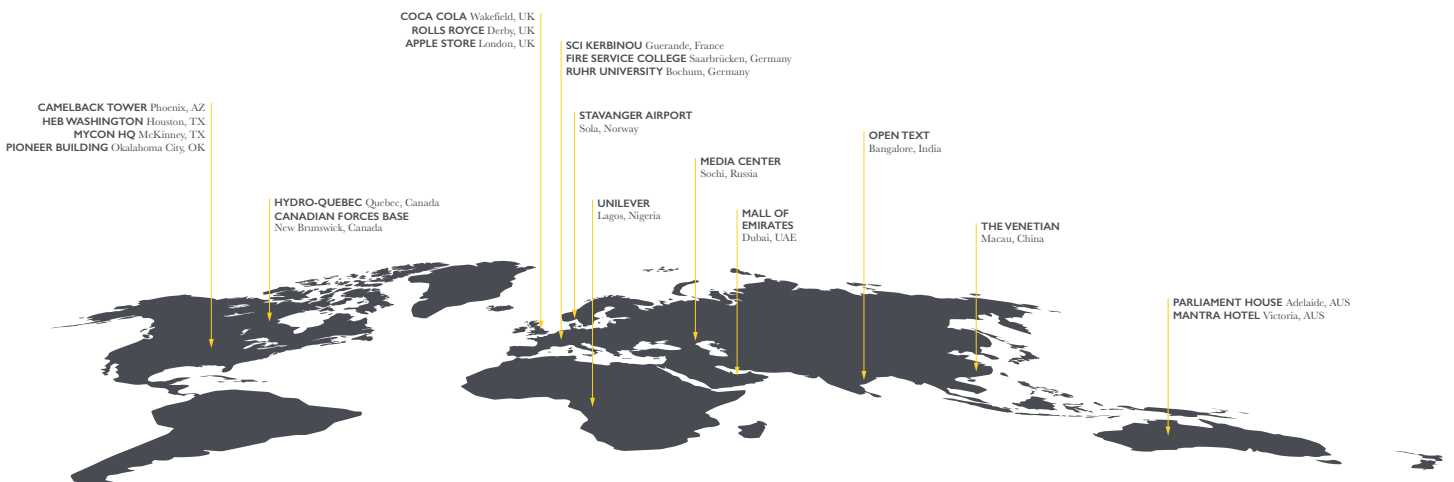 COCA COLA Wakefield, UK
ROLLS ROYCE Derby, UK
APPLE STORE London, UK
SCI KERBINOU Guerande, France
FIRE SERVICE COLLEGE Saarbrücken, Germany
RUHR UNIVERSITY Bochum, Germany
CAMELBACK TOWER Phoenix, AZ
HEB WASHINGTON Houston, TX
MYCON HQ McKinney, TX
PIONEER BUILDING Okalahoma City, OK
STAVANGER AIRPORT
Sola, Norway
OPEN TEXT
Bangalore, India
MEDIA CENTER
Sochi, Russia
HYDRO-QUEBEC Quebec, Canada
CANADIAN FORCES BASE
New Brunswick, Canada
UNILEVER
Lagos, Nigeria
MALL OF
EMIRATES
Dubai, UAE
THE VENETIAN
Macau, China
PARLIAMENT HOUSE Adelaide, AUS
MANTRA HOTEL Victoria, AUS